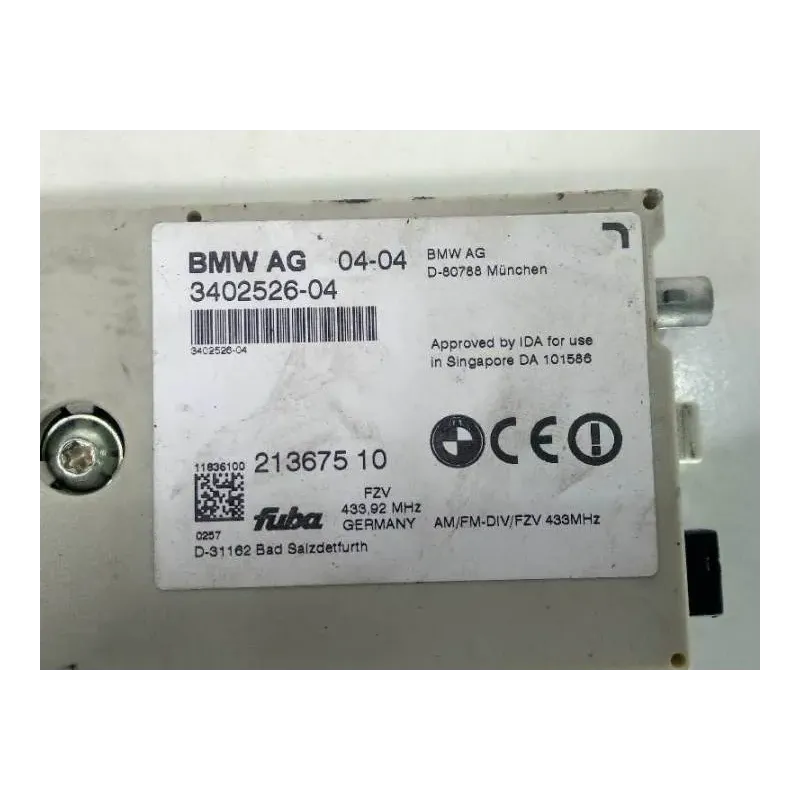 BMW AG 04-04
3402526-04
3402526-04
BMW AG
D-80788 München
Approved by IDA for use
in Singapore DA 101586
CE
11836100
213675 10
fuba
FZV
433,92 MHz
GERMANY
AM/FM-DIV/FZV 433MHz
0257
D-31162 Bad Salzdetfurth